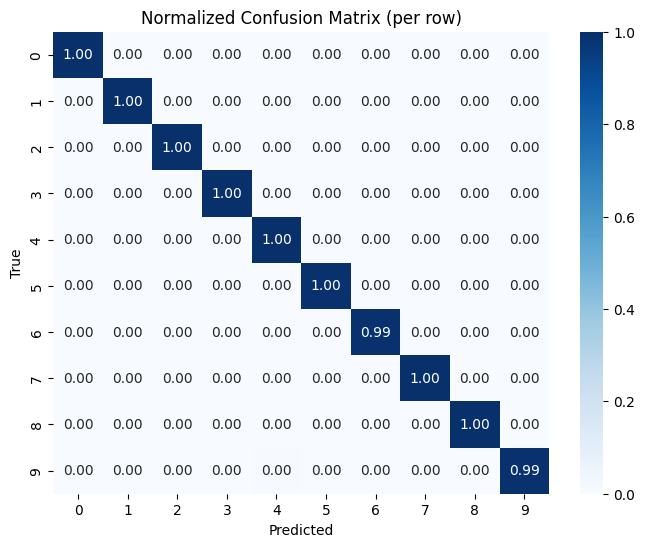 Normalized Confusion Matrix (per row)
0 1.00 0.00 0.00 0.00 0.00 0.00 0.00 0.00 0.00 0.00
1 0.00 1.00 0.00 0.00 0.00 0.00 0.00 0.00 0.00 0.00
2 0.00 0.00 1.00 0.00 0.00 0.00 0.00 0.00 0.00 0.00
3 0.00 0.00 0.00 1.00 0.00 0.00 0.00 0.00 0.00 0.00
4 0.00 0.00 0.00 0.00 1.00 0.00 0.00 0.00 0.00 0.00
5 0.00 0.00 0.00 0.00 0.00 1.00 0.00 0.00 0.00 0.00
6 0.00 0.00 0.00 0.00 0.00 0.00 0.99 0.00 0.00 0.00
7 0.00 0.00 0.00 0.00 0.00 0.00 0.00 1.00 0.00 0.00
8 0.00 0.00 0.00 0.00 0.00 0.00 0.00 0.00 1.00 0.00
9 0.00 0.00 0.00 0.00 0.00 0.00 0.00 0.00 0.00 0.99
0 1 2 3 4 5 6 7 8 9
Predicted
True
1.0
0.8
0.6
0.4
0.2
0.0